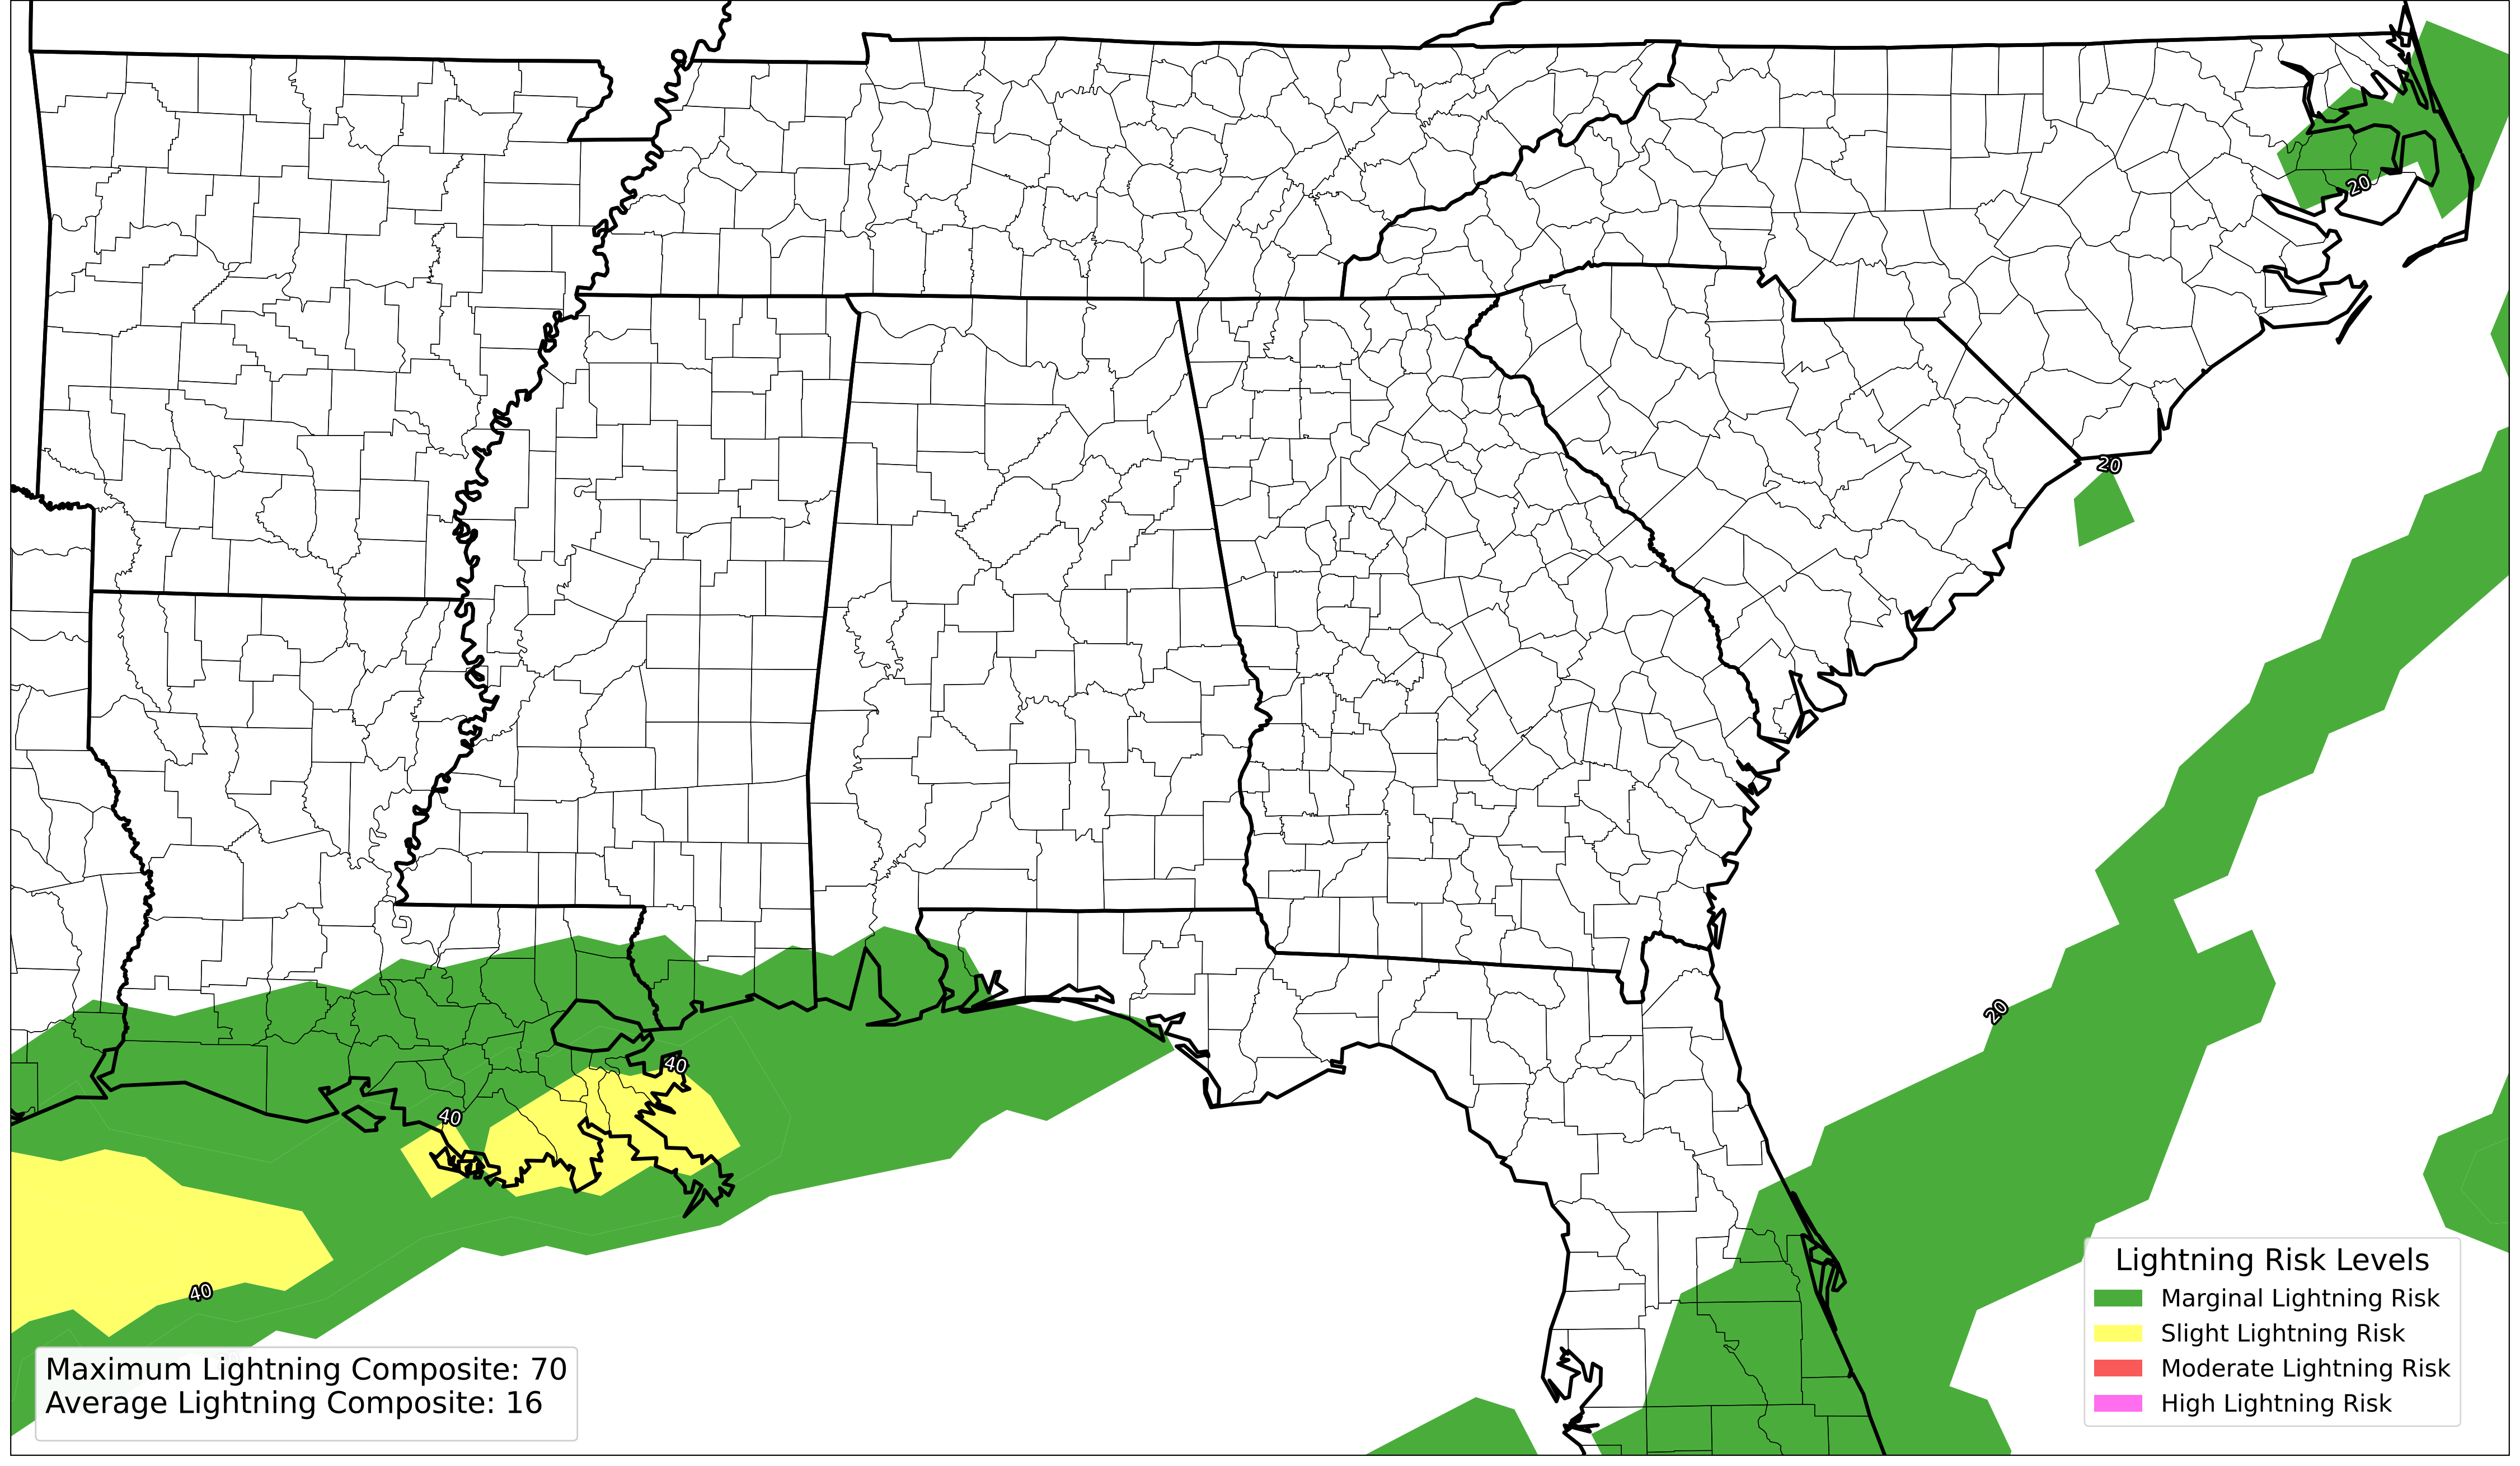 20
20
20
40
40
40
Lightning Risk Levels
Marginal Lightning Risk
Slight Lightning Risk
Moderate Lightning Risk
High Lightning Risk
Maximum Lightning Composite: 70
Average Lightning Composite: 16